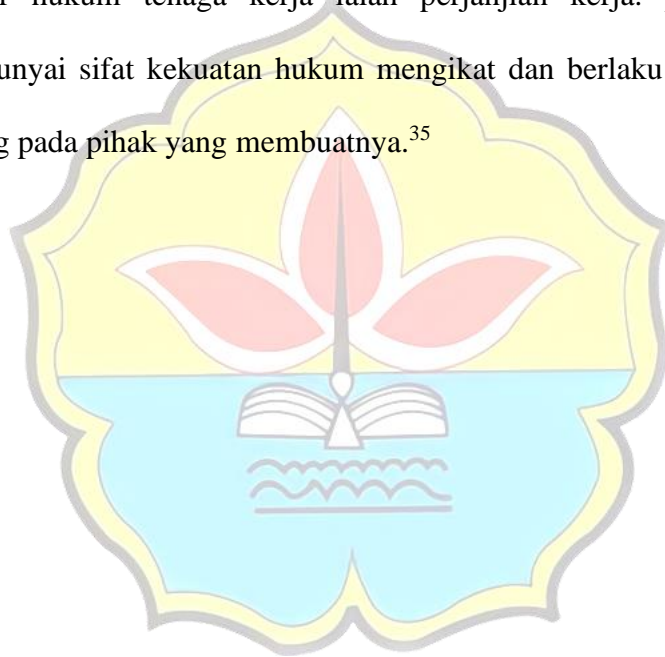 hukum tenaga kerja ialah perjanjian kerja.
unyai sifat kekuatan hukum mengikat dan berlaku
g pada pihak yang membuatnya.³⁵